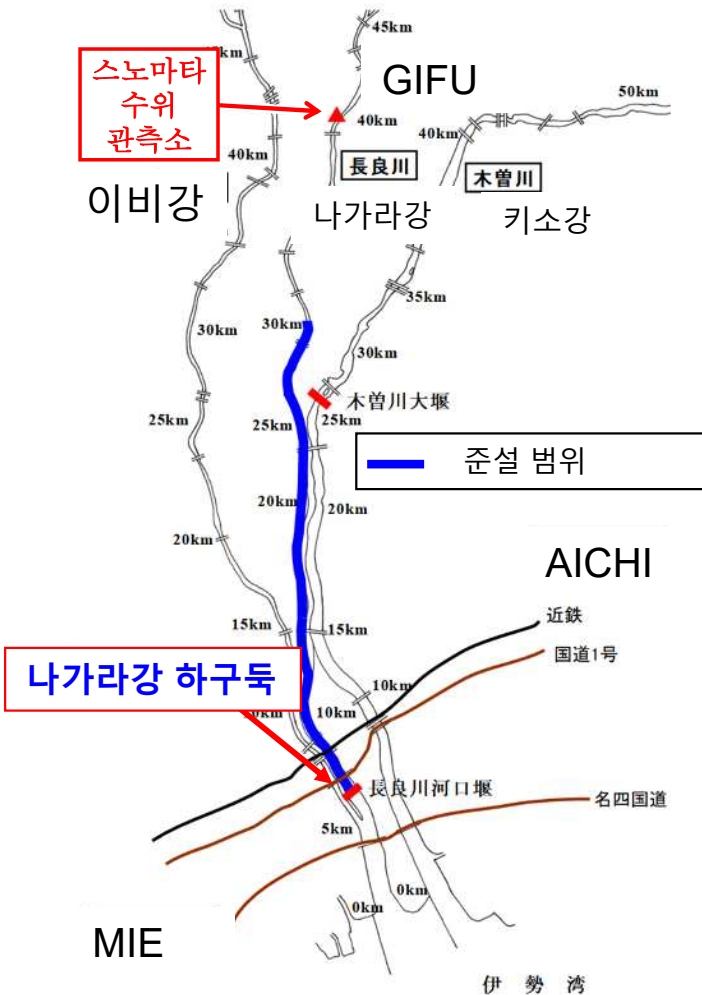 45km
스노마타
수위
관측소
GIFU
50km
40km
40km
40km
長良川
木曽川
이비강
나가라강
키소강
35km
30km
30km
30km
木曽川大堰
25km
25km
25km
준설 범위
20km
20km
20km
AICHI
近鉄
15km
15km
国道1号
나가라강 하구둑
10km
10km
長良川河口堰
名四国道
5km
0km
0km
MIE
伊勢湾